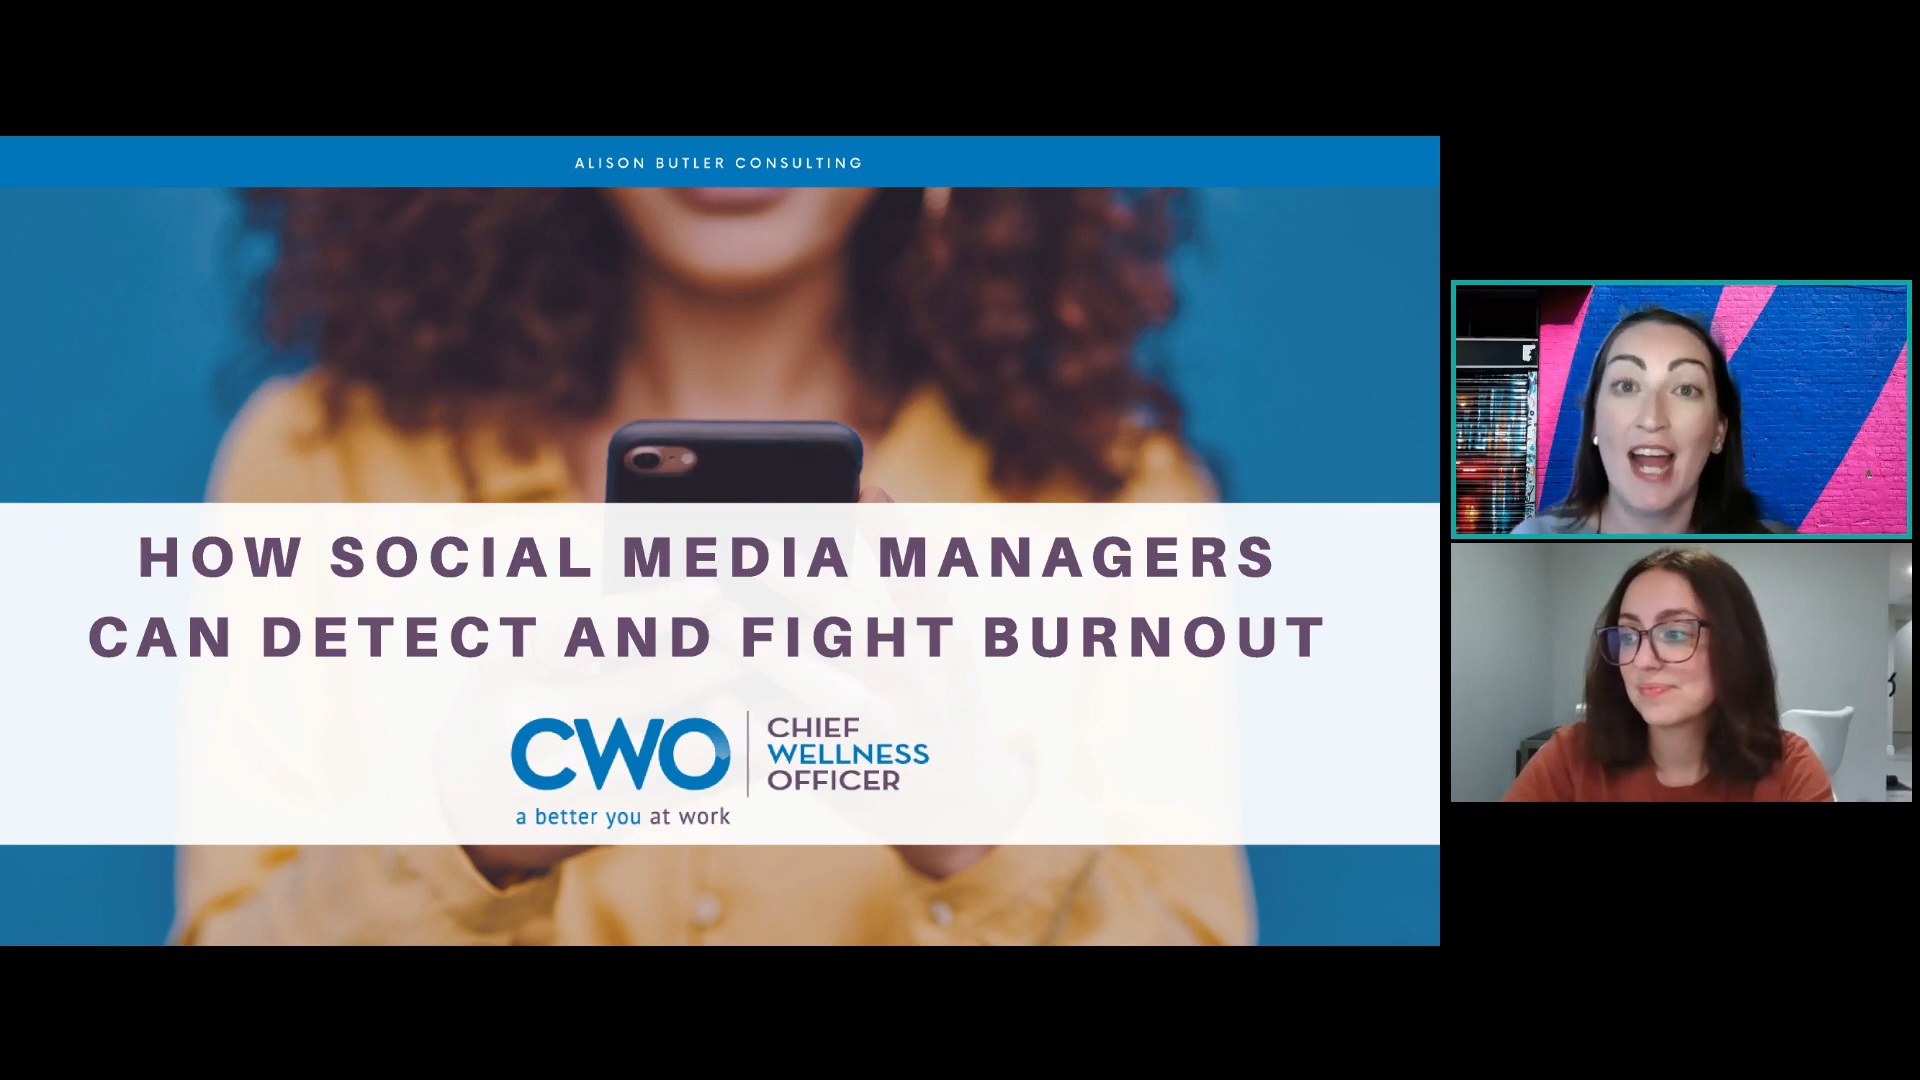 ALISON BUTLER CONSULTING
HOW SOCIAL MEDIA MANAGERS
CAN DETECT AND FIGHT BURNOUT
CWO
CHIEF
WELLNESS
OFFICER
a better you at work